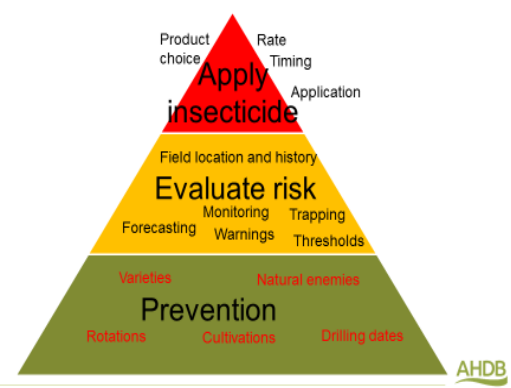 Product choice
Rate
Timing
Application
Apply
insecticide
Field location and history
Evaluate risk
Monitoring
Trapping
Forecasting
Warnings
Thresholds
Varieties
Natural enemies
Prevention
Rotations
Cultivations
Drilling dates
AHDB